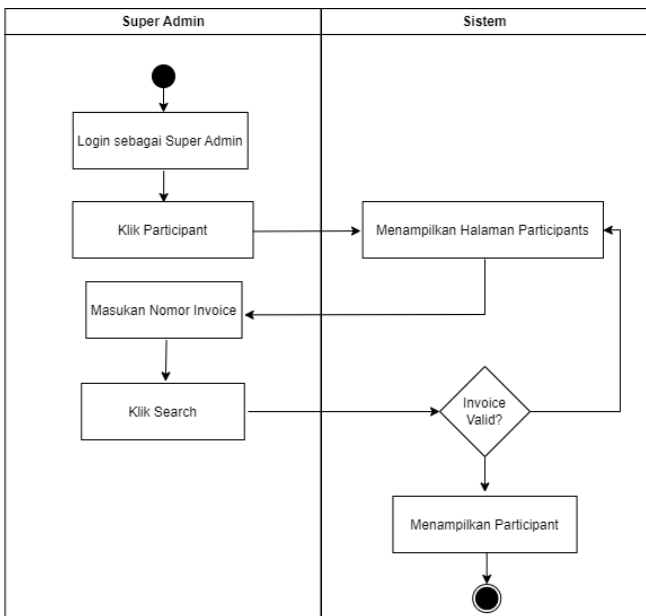 Super Admin
Sistem
Login sebagai Super Admin
Klik Participant
Menampilkan Halaman Participants
Masukan Nomor Invoice
Klik Search
Invoice
Valid?
Menampilkan Participant